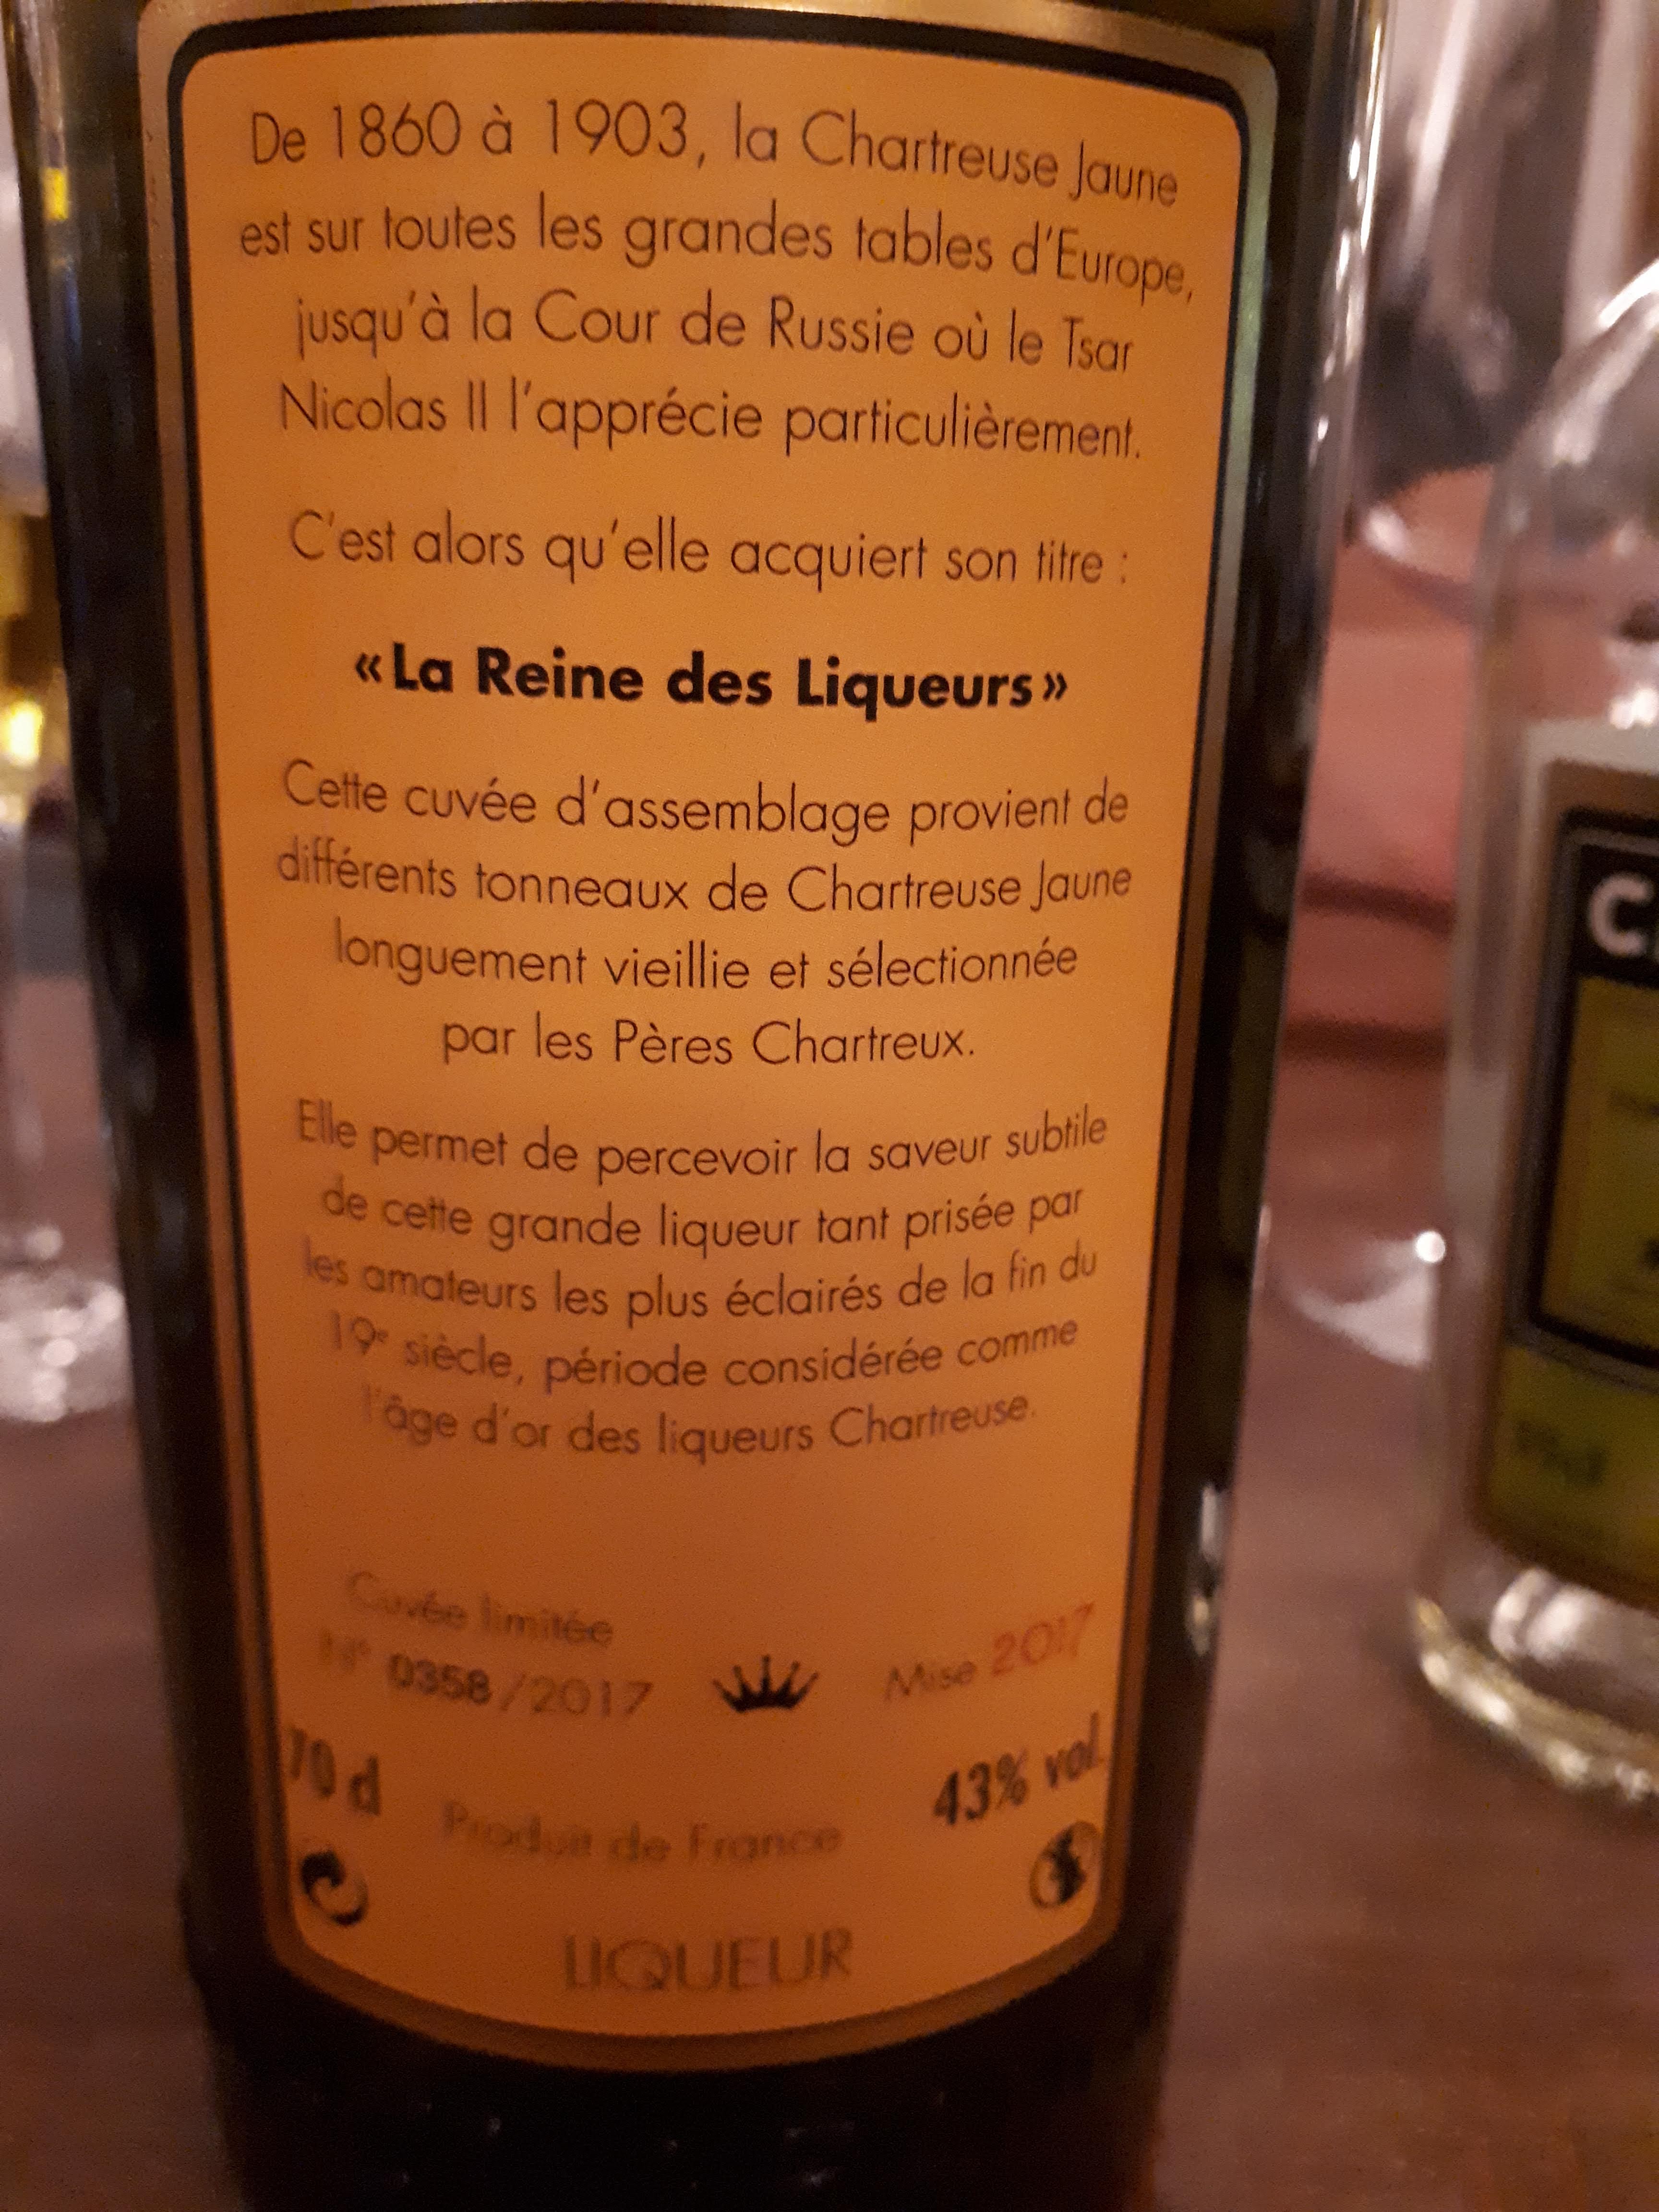 De 1860 à 1903, la Chartreuse Jaune
est sur toutes les grandes tables d'Europe,
jusqu'à la Cour de Russie où le Tsar
Nicolas II l'apprécie particulièrement.
C'est alors qu'elle acquiert son titre :
«La Reine des Liqueurs»
Cette cuvée d'assemblage provient de
différents tonneaux de Chartreuse Jaune
longuement vieillie et sélectionnée
par les Pères Chartreux.
Elle permet de percevoir la saveur subtile
de cette grande liqueur tant prisée par
les amateurs les plus éclairés de la fin du
19e siècle, période considérée comme
l'âge d'or des liqueurs Chartreuse.
Cuvée limitée
N° 0358/2017 Mise 2017
70 cl 43% vol.
Produit de France
LIQUEUR